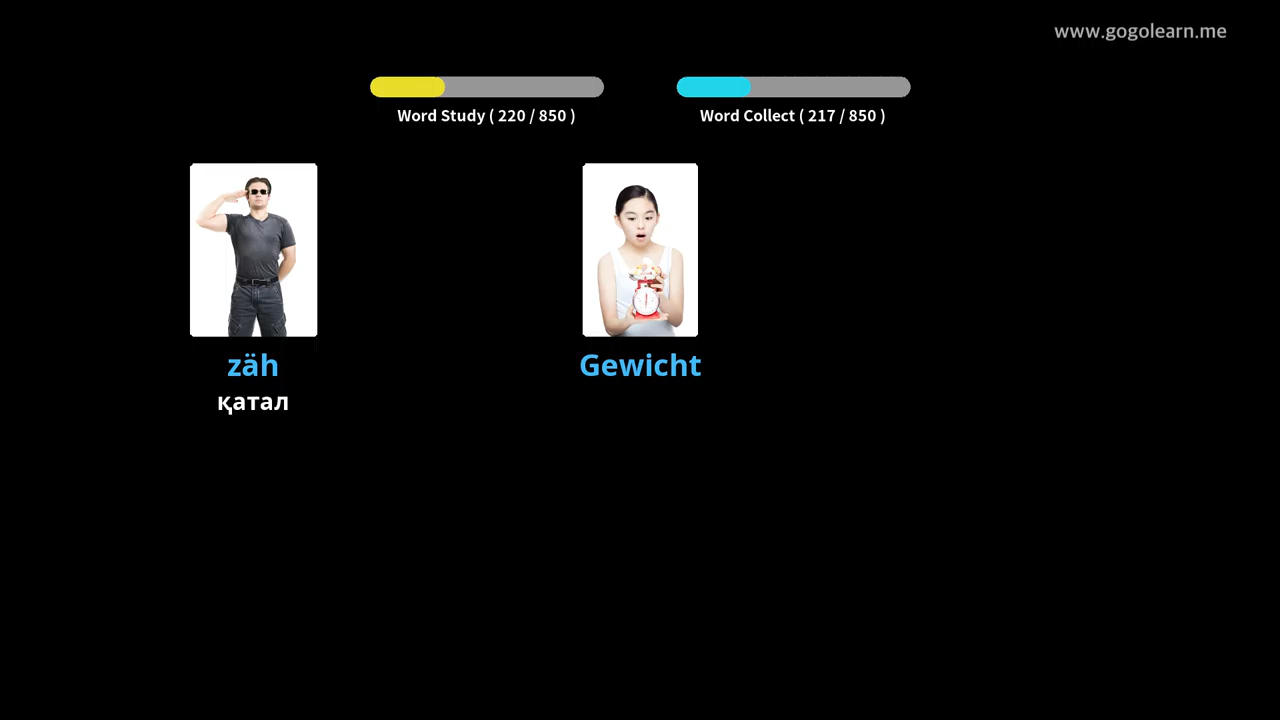 www.gogolearn.me
Word Study ( 220 / 850 )
Word Collect ( 217 / 850 )
zäh
қатал
Gewicht